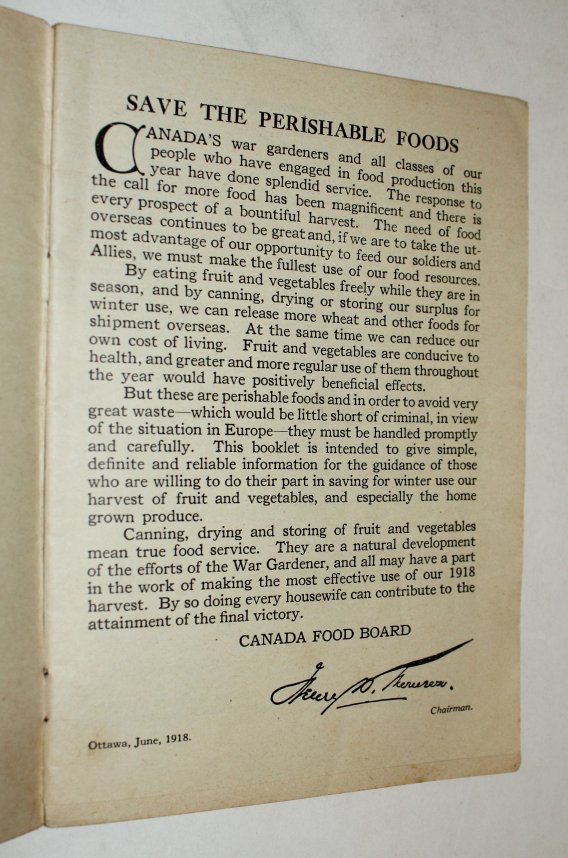 SAVE THE PERISHABLE FOODS
CANADA'S war gardeners and all classes of our
people who have engaged in food production this
year have done splendid service. The response to
the call for more food has been magnificent and there is
every prospect of a bountiful harvest. The need of food
overseas continues to be great and, if we are to take the ut-
most advantage of our opportunity to feed our soldiers and
Allies, we must make the fullest use of our food resources.
By eating fruit and vegetables freely while they are in
season, and by canning, drying or storing our surplus for
winter use, we can release more wheat and other foods for
shipment overseas. At the same time we can reduce our
own cost of living. Fruit and vegetables are conducive to
health, and greater and more regular use of them throughout
the year would have positively beneficial effects.
But these are perishable foods and in order to avoid very
great waste—which would be little short of criminal, in view
of the situation in Europe—they must be handled promptly
and carefully. This booklet is intended to give simple,
definite and reliable information for the guidance of those
who are willing to do their part in saving for winter use our
harvest of fruit and vegetables, and especially the home
grown produce.
Canning, drying and storing of fruit and vegetables
mean true food service. They are a natural development
of the efforts of the War Gardener, and all may have a part
in the work of making the most effective use of our 1918
harvest. By so doing every housewife can contribute to the
attainment of the final victory.
CANADA FOOD BOARD
Chairman.
Ottawa, June, 1918.